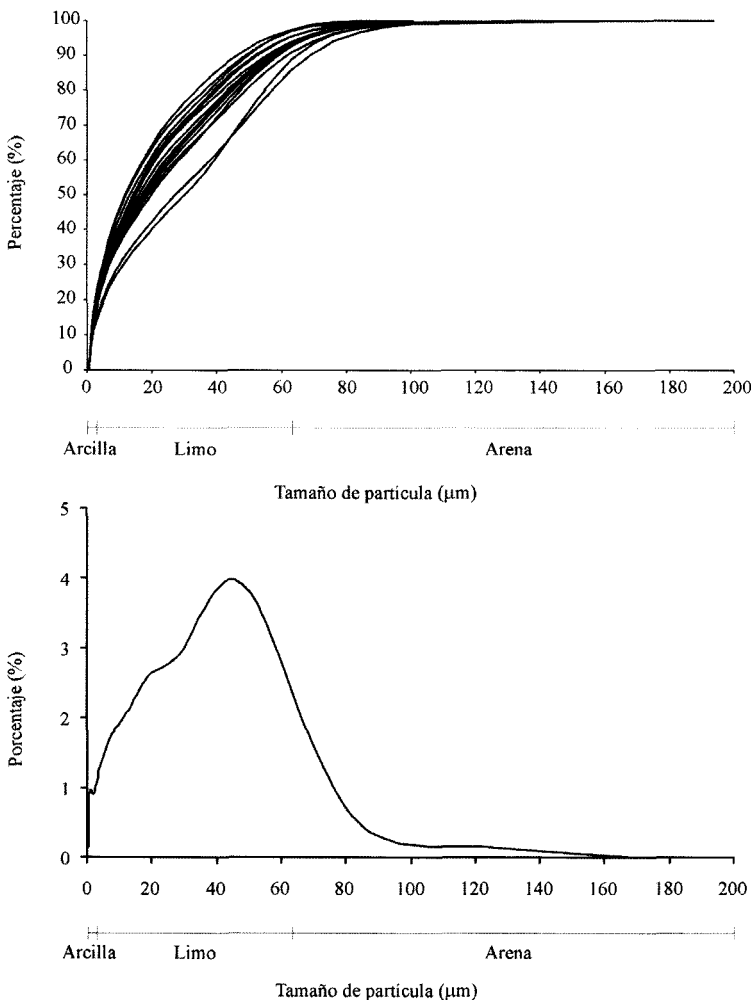 100
90
80
70
60
50
40
30
20
10
0
Percentaje (%)
0 20 40 60 80 100 120 140 160 180 200
Arcilla Limo Arena
Tamaño de partícula (µm)
5
4
3
2
1
0
Porcentaje (%)
0 20 40 60 80 100 120 140 160 180 200
Arcilla Limo Arena
Tamaño de partícula (µm)